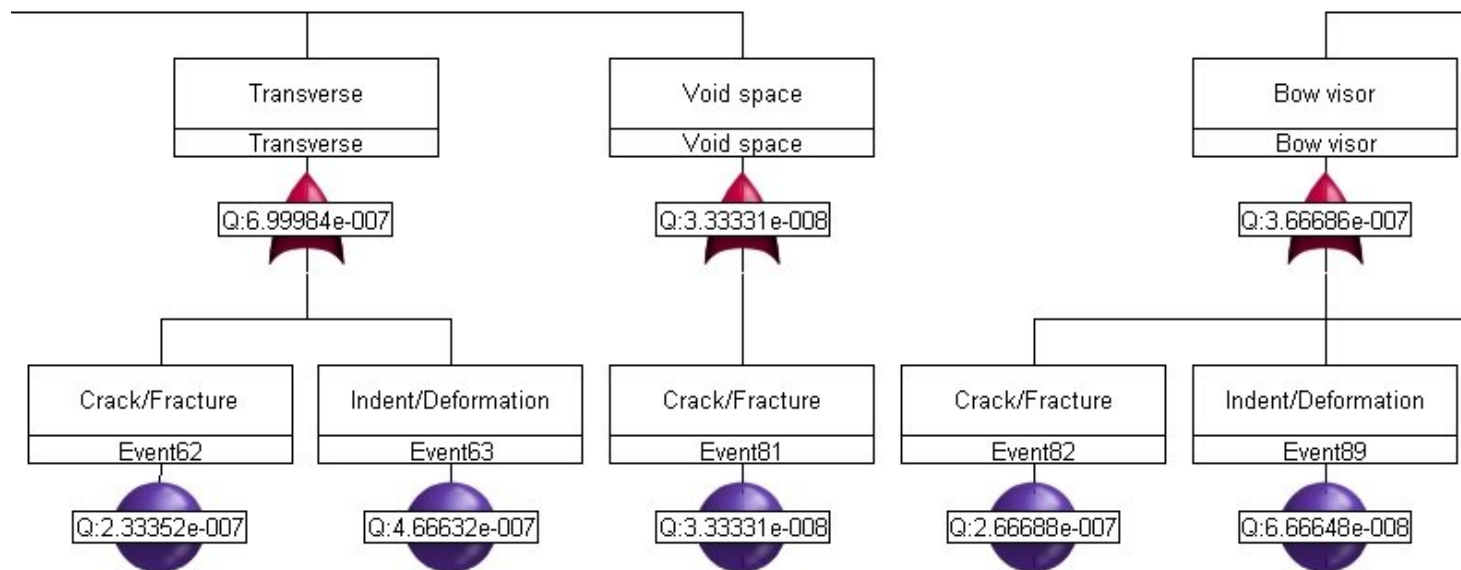 Transverse
Void space
Bow visor
Transverse
Void space
Bow visor
Q:6.99984e-007
Q:3.33331e-008
Q:3.66686e-007
Crack/Fracture
Indent/Deformation
Crack/Fracture
Crack/Fracture
Indent/Deformation
Event62
Event63
Event81
Event82
Event89
Q:2.33352e-007
Q:4.66632e-007
Q:3.33331e-008
Q:2.66688e-007
Q:6.66648e-008